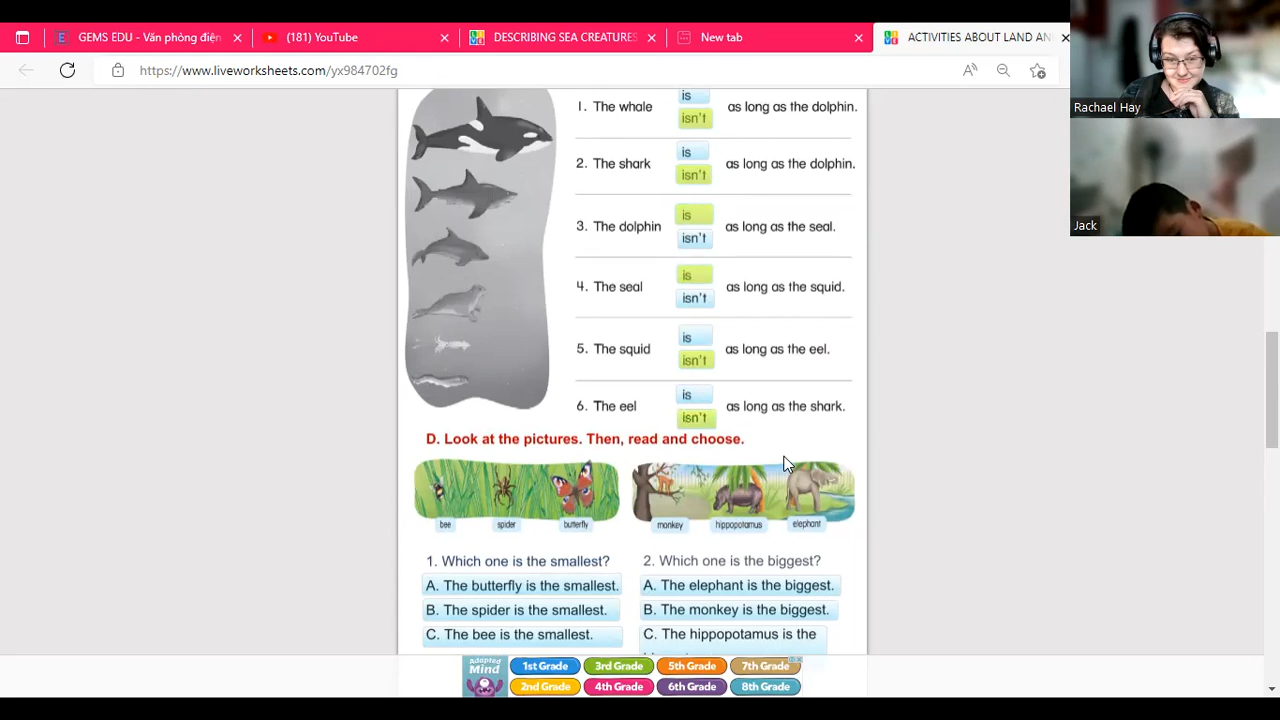 GEMS EDU - Văn phòng điện
(181) YouTube
DESCRIBING SEA CREATURES
New tab
ACTIVITIES ABOUT LAND AN
https://www.liveworksheets.com/yx984702fg
Rachael Hay
Jack
is
1. The whale
isn't
as long as the dolphin.
is
2. The shark
isn't
as long as the dolphin.
is
3. The dolphin
isn't
as long as the seal.
is
4. The seal
isn't
as long as the squid.
is
5. The squid
isn't
as long as the eel.
is
6. The eel
isn't
as long as the shark.
D. Look at the pictures. Then, read and choose.
bee spider butterfly
monkey hippopotamus elephant
1. Which one is the smallest?
A. The butterfly is the smallest.
B. The spider is the smallest.
C. The bee is the smallest.
2. Which one is the biggest?
A. The elephant is the biggest.
B. The monkey is the biggest.
C. The hippopotamus is the
Adapted Mind
1st Grade 3rd Grade 5th Grade 7th Grade
2nd Grade 4th Grade 6th Grade 8th Grade